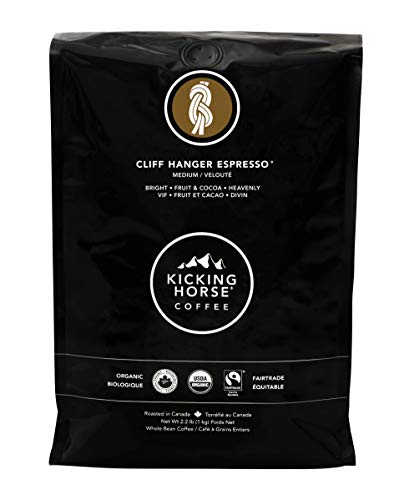 CLIFF HANGER ESPRESSO®
MEDIUM / VELOUTÉ
BRIGHT • FRUIT & COCOA • HEAVENLY
VIF • FRUIT ET CACAO • DIVIN
KICKING
HORSE®
COFFEE
ORGANIC
BIOLOGIQUE
USDA
ORGANIC
FAIRTRADE
FAIRTRADE
ÉQUITABLE
Roasted in Canada Torréfié au Canada
Net Wt 2.2 lb (1 kg) Poids Net
Whole Bean Coffee / Café à Grains Entiers